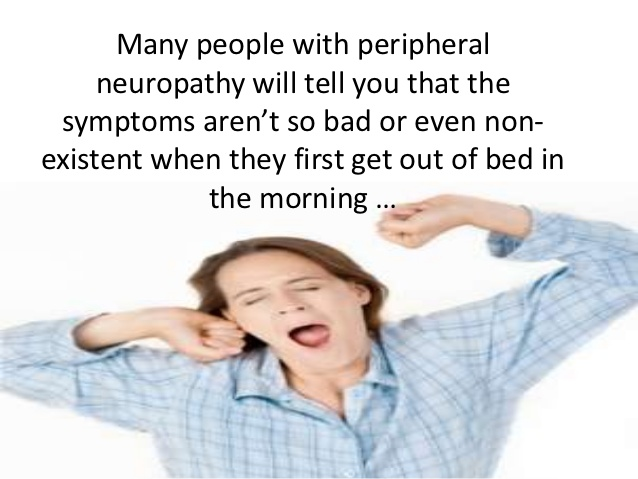 Many people with peripheral
neuropathy will tell you that the
symptoms aren’t so bad or even non-
existent when they first get out of bed in
the morning …